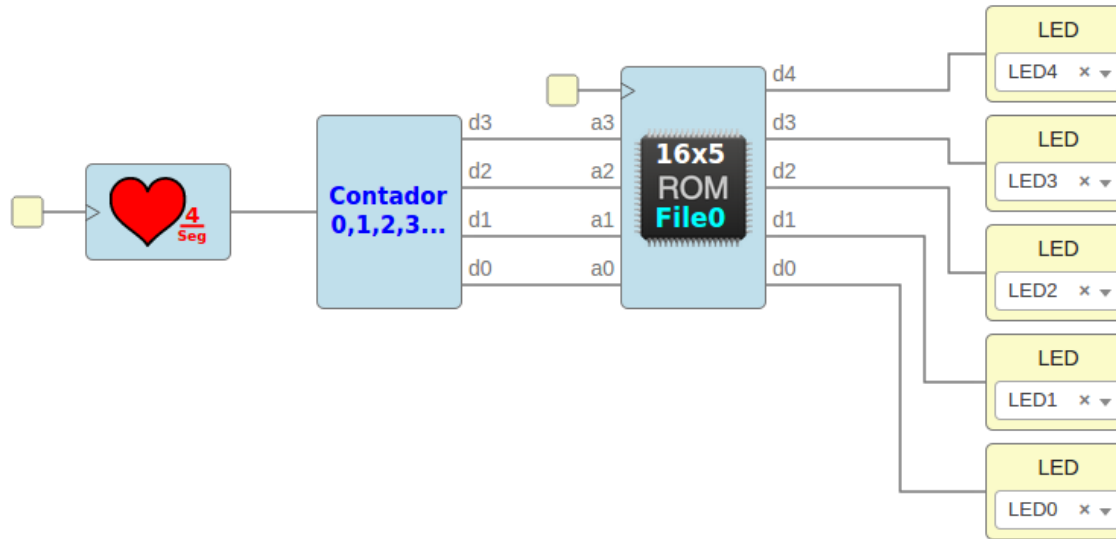 LED
LED4 ×
d4
d3
a3
16x5
d3
LED
d2
a2
ROM
d2
LED3 ×
Contador
0,1,2,3...
4
Seg
d1
a1
File0
d1
LED
LED2 ×
d0
a0
d0
LED
LED1 ×
LED
LED0 ×